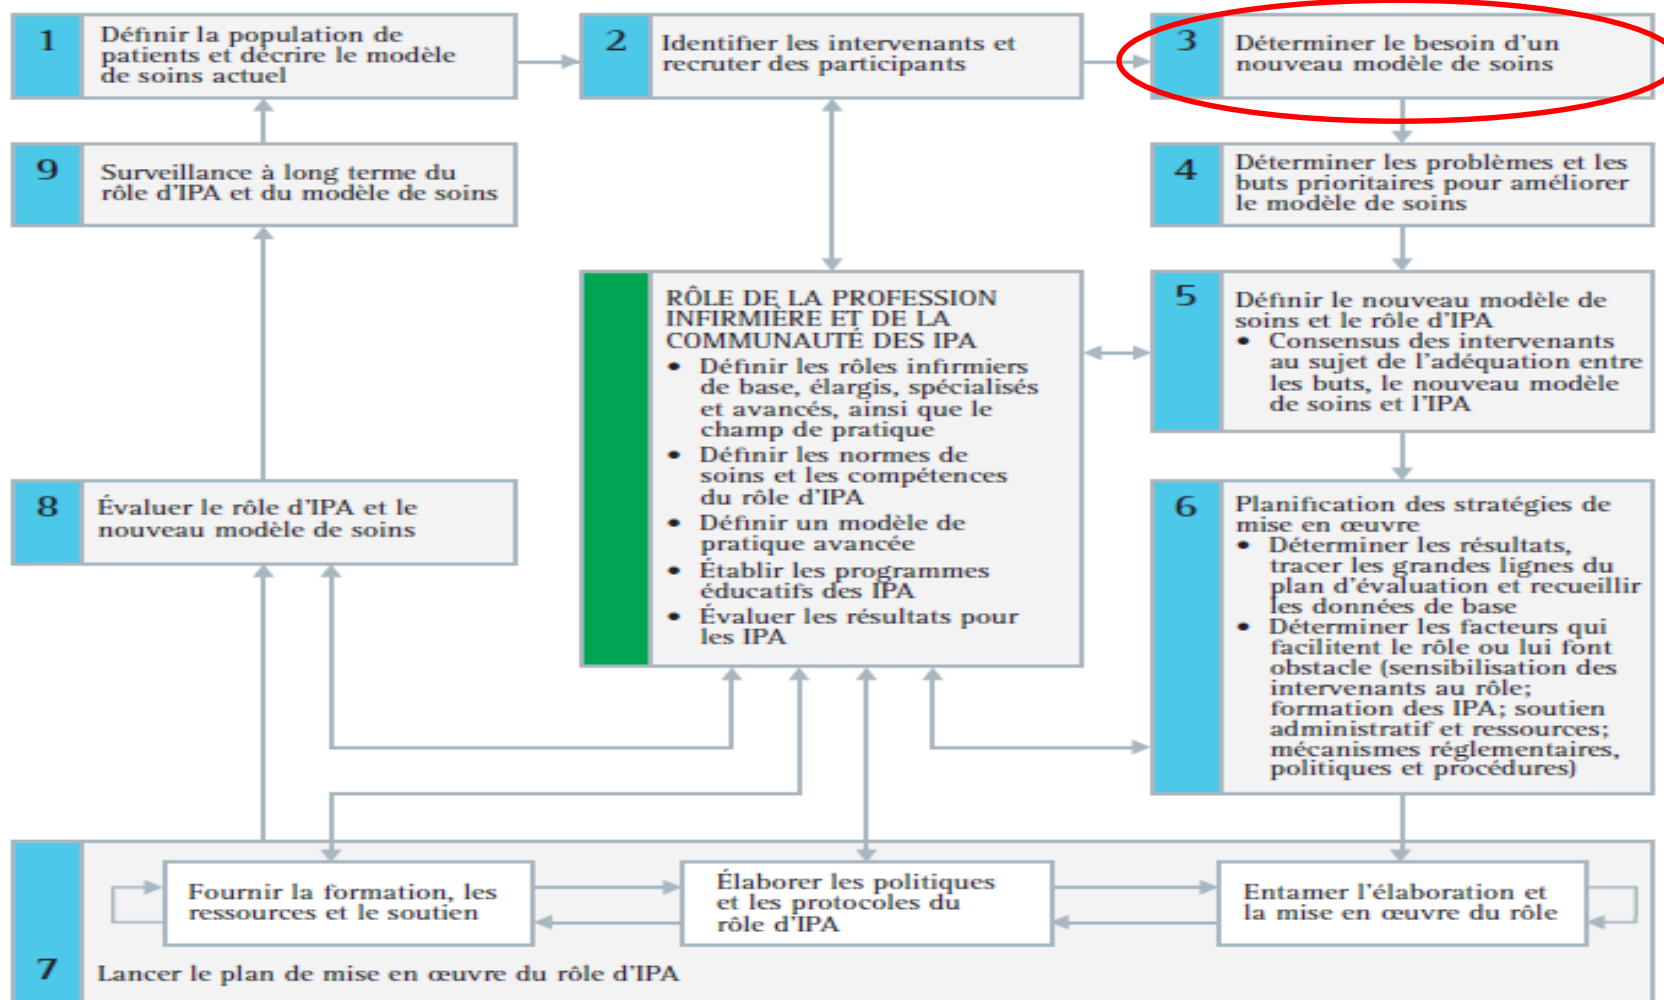 1
Définir la population de
patients et décrire le modèle
de soins actuel
2
Identifier les intervenants et
recruter des participants
3
Déterminer le besoin d'un
nouveau modèle de soins
9
Surveillance à long terme du
rôle d'IPA et du modèle de soins
4
Déterminer les problèmes et les
buts prioritaires pour améliorer
le modèle de soins
RÔLE DE LA PROFESSION
INFIRMIÈRE ET DE LA
COMMUNAUTÉ DES IPA
• Définir les rôles infirmiers
de base, élargis, spécialisés
et avancés, ainsi que le
champ de pratique
• Définir les normes de
soins et les compétences
du rôle d'IPA
• Définir un modèle de
pratique avancée
• Établir les programmes
éducatifs des IPA
• Évaluer les résultats pour
les IPA
5
Définir le nouveau modèle de
soins et le rôle d'IPA
• Consensus des intervenants
au sujet de l'adéquation entre
les buts, le nouveau modèle
de soins et l'IPA
8
Évaluer le rôle d'IPA et le
nouveau modèle de soins
6
Planification des stratégies de
mise en œuvre
• Déterminer les résultats,
tracer les grandes lignes du
plan d'évaluation et recueillir
les données de base
• Déterminer les facteurs qui
facilitent le rôle ou lui font
obstacle (sensibilisation des
intervenants au rôle;
formation des IPA; soutien
administratif et ressources;
mécanismes réglementaires,
politiques et procédures)
Fournir la formation, les
ressources et le soutien
Élaborer les politiques
et les protocoles du
rôle d'IPA
Entamer l'élaboration et
la mise en œuvre du rôle
7
Lancer le plan de mise en œuvre du rôle d'IPA